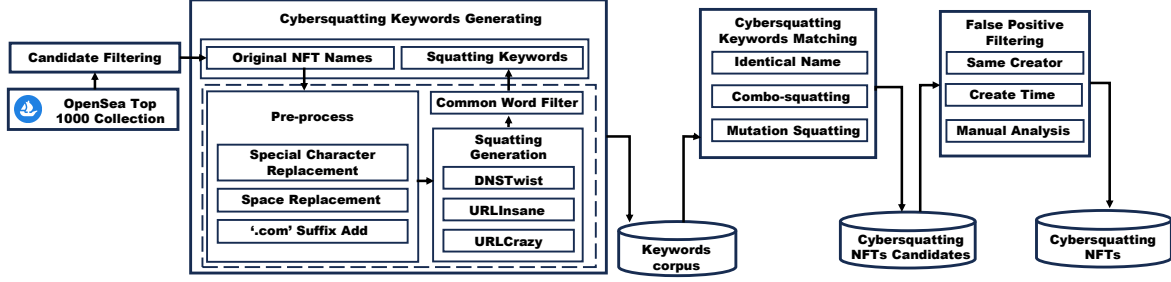 Candidate Filtering
OpenSea Top
1000 Collection
Cybersquatting Keywords Generating
Original NFT Names
Squatting Keywords
Pre-process
Special Character
Replacement
Space Replacement
‘.com’ Suffix Add
Common Word Filter
Squatting
Generation
DNSTwist
URLInsane
URLCrazy
Keywords
corpus
Cybersquatting
Keywords Matching
Identical Name
Combo-squatting
Mutation Squatting
Cybersquatting
NFTs Candidates
False Positive
Filtering
Same Creator
Create Time
Manual Analysis
Cybersquatting
NFTs